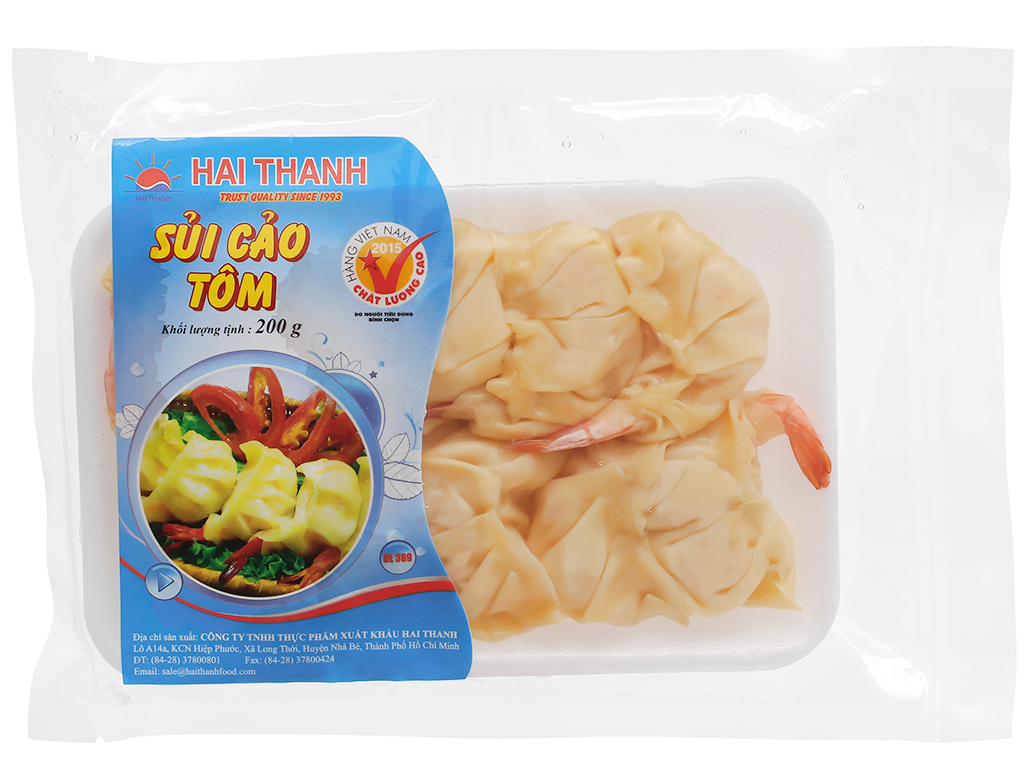 HAI THANH
TRUST QUALITY SINCE 1993
HAI THANH
SỦI CẢO
TÔM
Khối lượng tịnh : 200 g
HÀNG VIỆT NAM
2015
CHẤT LƯỢNG CAO
DO NGƯỜI TIÊU DÙNG
BÌNH CHỌN
DL 389
Địa chỉ sản xuất: CÔNG TY TNHH THỰC PHẨM XUẤT KHẨU HAI THANH
Lô A14a, KCN Hiệp Phước, Xã Long Thới, Huyện Nhà Bè, Thành Phố Hồ Chí Minh
ĐT: (84-28) 37800801 Fax: (84-28) 37800424
Email: sale@haithanhfood.com